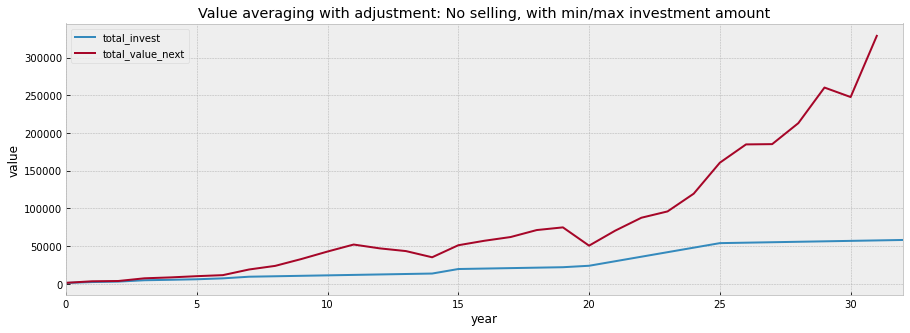 Value averaging with adjustment: No selling, with min/max investment amount
total_invest
total_value_next
300000
250000
200000
150000
100000
50000
0
value
0 5 10 15 20 25 30
year